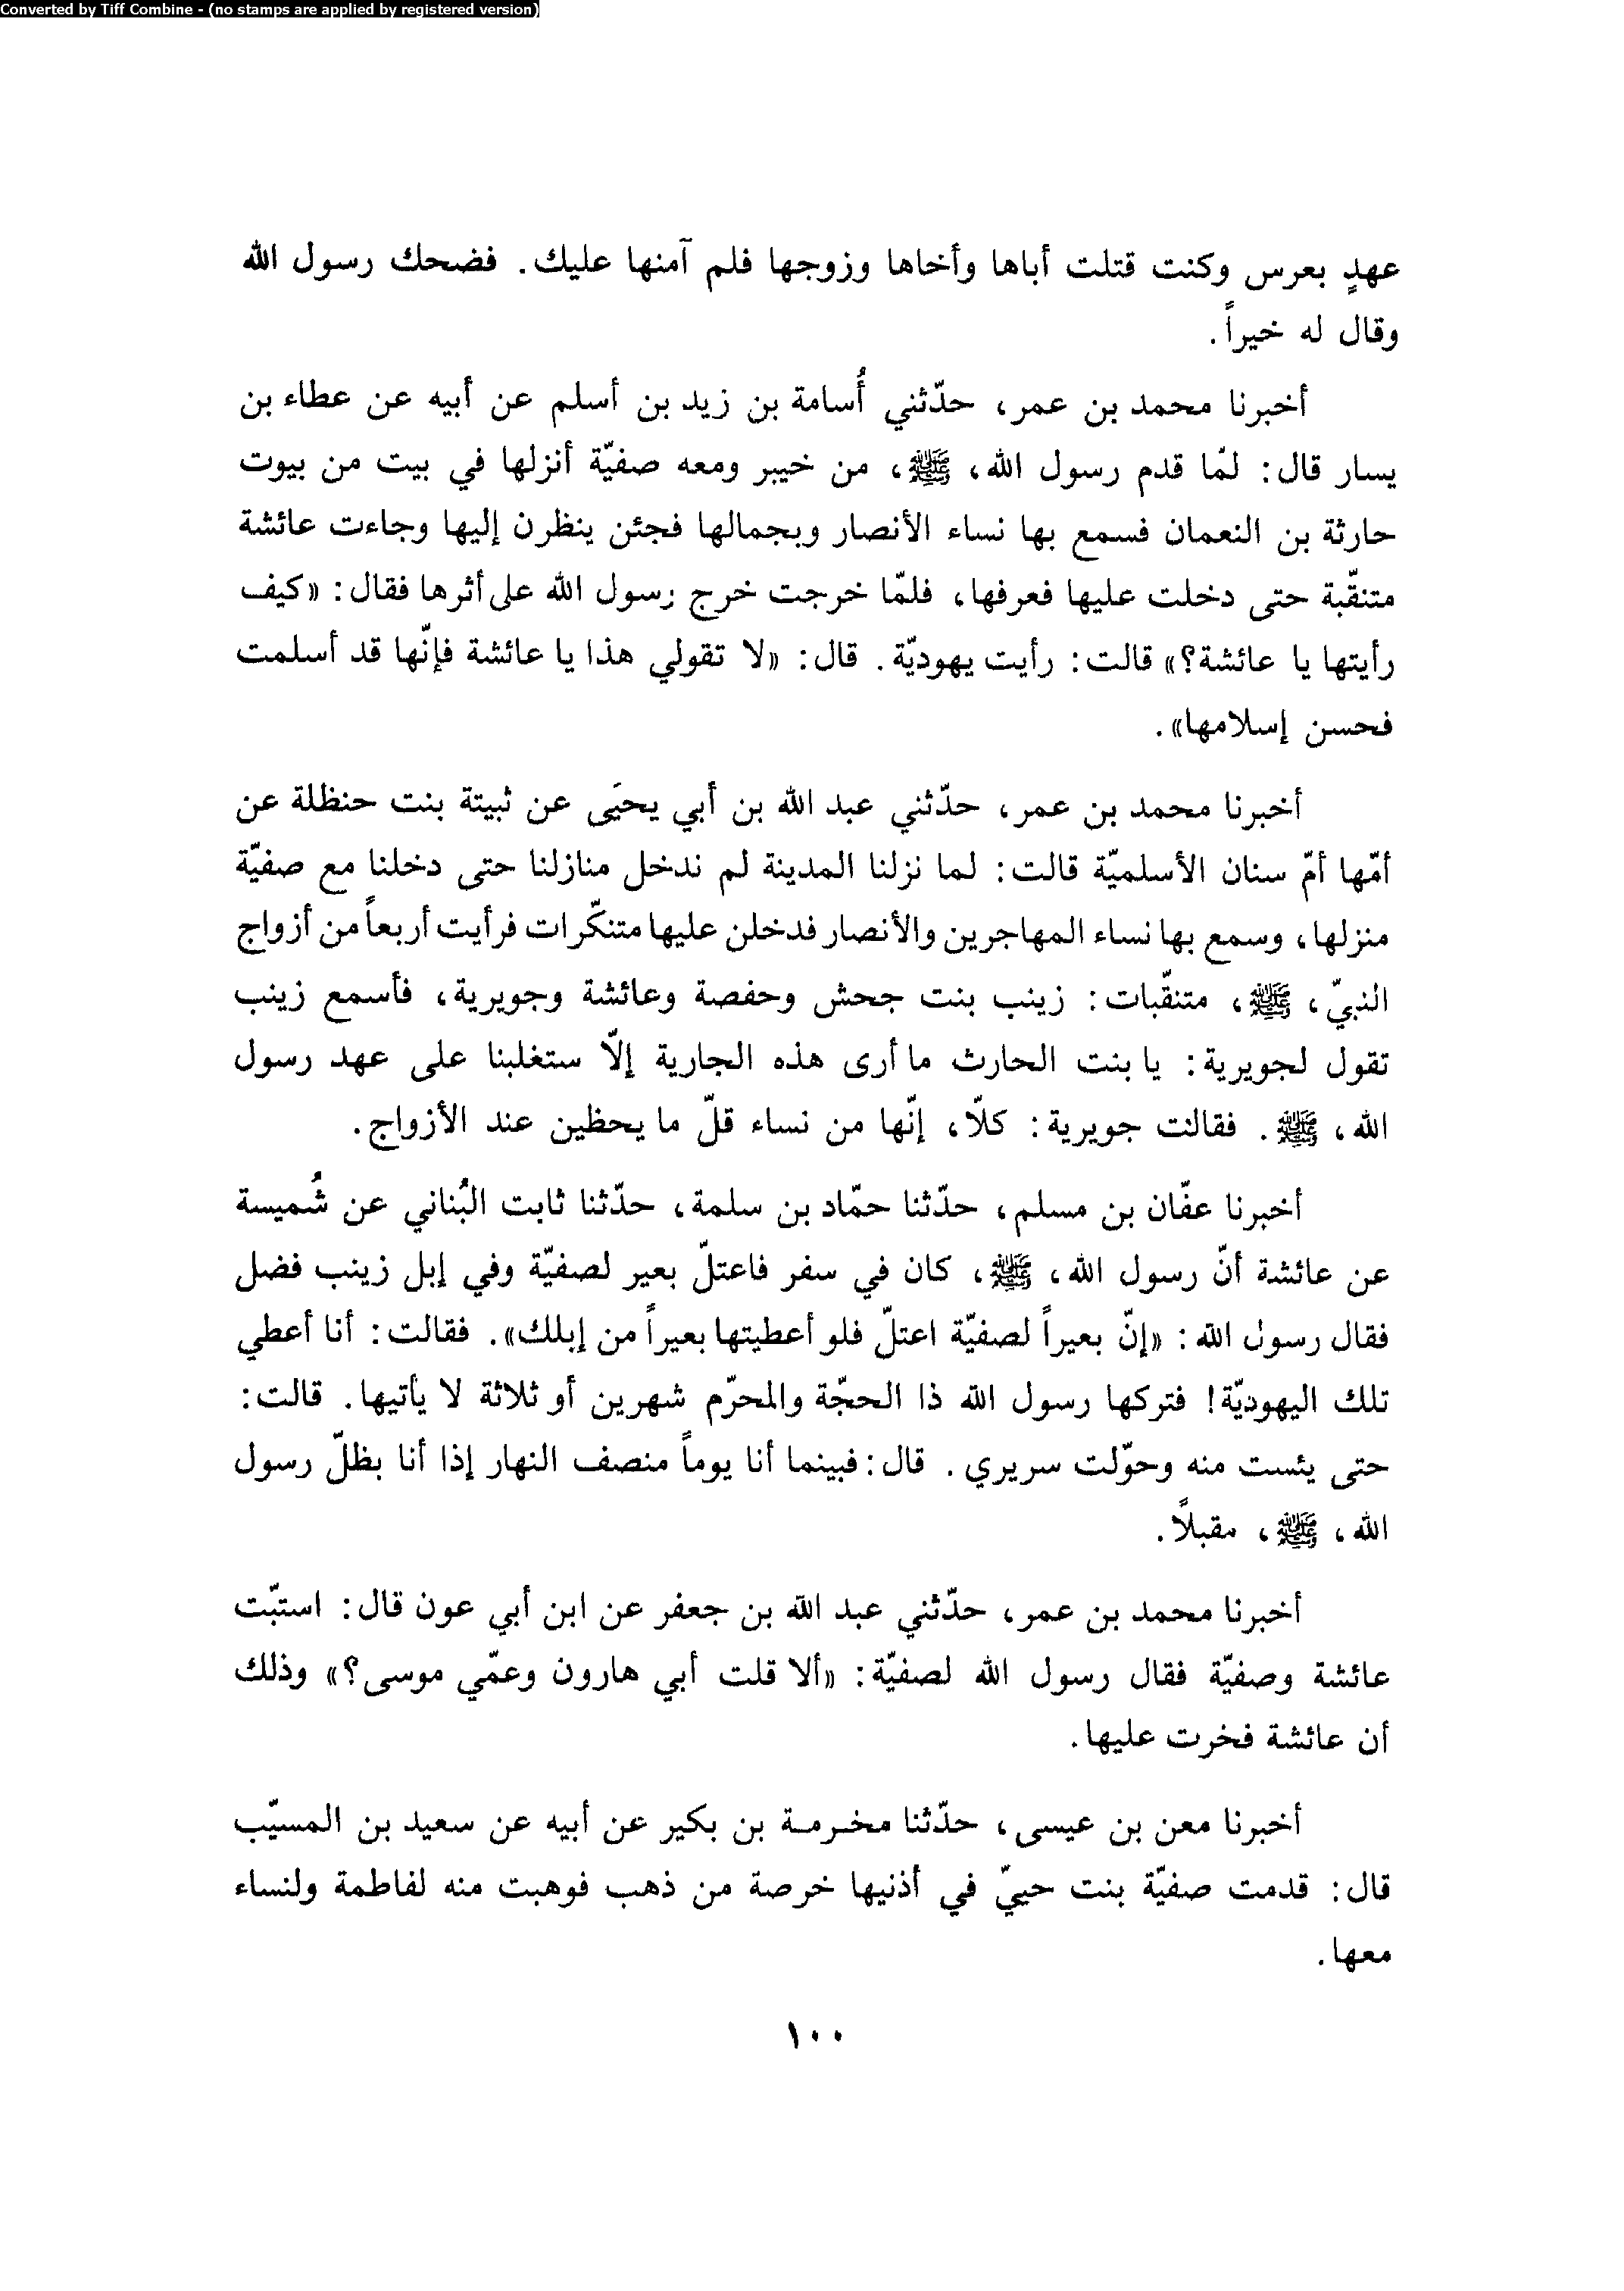 Converted by Tiff Combine - (no stamps are applied by registered version)
عهدٍ بعرس وكنت قتلت أباها وأخاها وزوجها فلم آمنها عليك. فضحك رسول الله
وقال له خيراً.
أخبرنا محمد بن عمر، حدّثني أُسامة بن زيد بن أسلم عن أبيه عن عطاء بن
يسار قال: لمّا قدم رسول الله، ﷺ، من خيبر ومعه صفيّة أنزلها في بيت من بيوت
حارثة بن النعمان فسمع بها نساء الأنصار وبجمالها فجئن ينظرن إليها وجاءت عائشة
متنقّبة حتى دخلت عليها فعرفها، فلمّا خرجت خرج رسول الله على أثرها فقال: «كيف
رأيتها يا عائشة؟» قالت: رأيت يهوديّة. قال: «لا تقولي هذا يا عائشة فإنّها قد أسلمت
فحسن إسلامها».
أخبرنا محمد بن عمر، حدّثني عبد الله بن أبي يحيَى عن ثبيتة بنت حنظلة عن
أمّها أمّ سنان الأسلميّة قالت: لما نزلنا المدينة لم ندخل منازلنا حتى دخلنا مع صفيّة
منزلها، وسمع بها نساء المهاجرين والأنصار فدخلن عليها متنكّرات فرأيت أربعاً من أزواج
النبيّ، ﷺ، متنقّبات: زينب بنت جحش وحفصة وعائشة وجويرية، فأسمع زينب
تقول لجويرية: يا بنت الحارث ما أرى هذه الجارية إلّا ستغلبنا على عهد رسول
الله، ﷺ. فقالت جويرية: كلّا، إنّها من نساء قلّ ما يحظين عند الأزواج.
أخبرنا عفّان بن مسلم، حدّثنا حمّاد بن سلمة، حدّثنا ثابت البُناني عن شُميسة
عن عائشة أنّ رسول الله، ﷺ، كان في سفر فاعتلّ بعير لصفيّة وفي إبل زينب فضل
فقال رسول الله: «إنّ بعيراً لصفيّة اعتلّ فلو أعطيتها بعيراً من إبلك». فقالت: أنا أعطي
تلك اليهوديّة! فتركها رسول الله ذا الحجّة والمحرّم شهرين أو ثلاثة لا يأتيها. قالت:
حتى يئست منه وحوّلت سريري. قال: فبينما أنا يوماً منصف النهار إذا أنا بظلّ رسول
الله، ﷺ، مقبلاً.
أخبرنا محمد بن عمر، حدّثني عبد الله بن جعفر عن ابن أبي عون قال: استبّت
عائشة وصفيّة فقال رسول الله لصفيّة: «ألا قلت أبي هارون وعمّي موسى؟» وذلك
أن عائشة فخرت عليها.
أخبرنا معن بن عيسى، حدّثنا مخرمة بن بكير عن أبيه عن سعيد بن المسيّب
قال: قدمت صفيّة بنت حييّ في أذنيها خرصة من ذهب فوهبت منه لفاطمة ولنساء
معها.
١٠٠